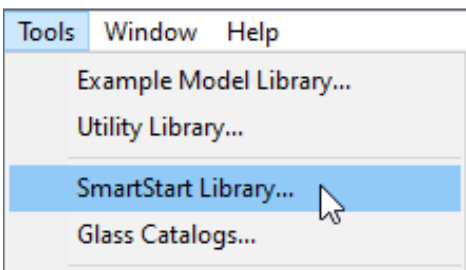 Tools Window Help
Example Model Library...
Utility Library...
SmartStart Library...
Glass Catalogs...